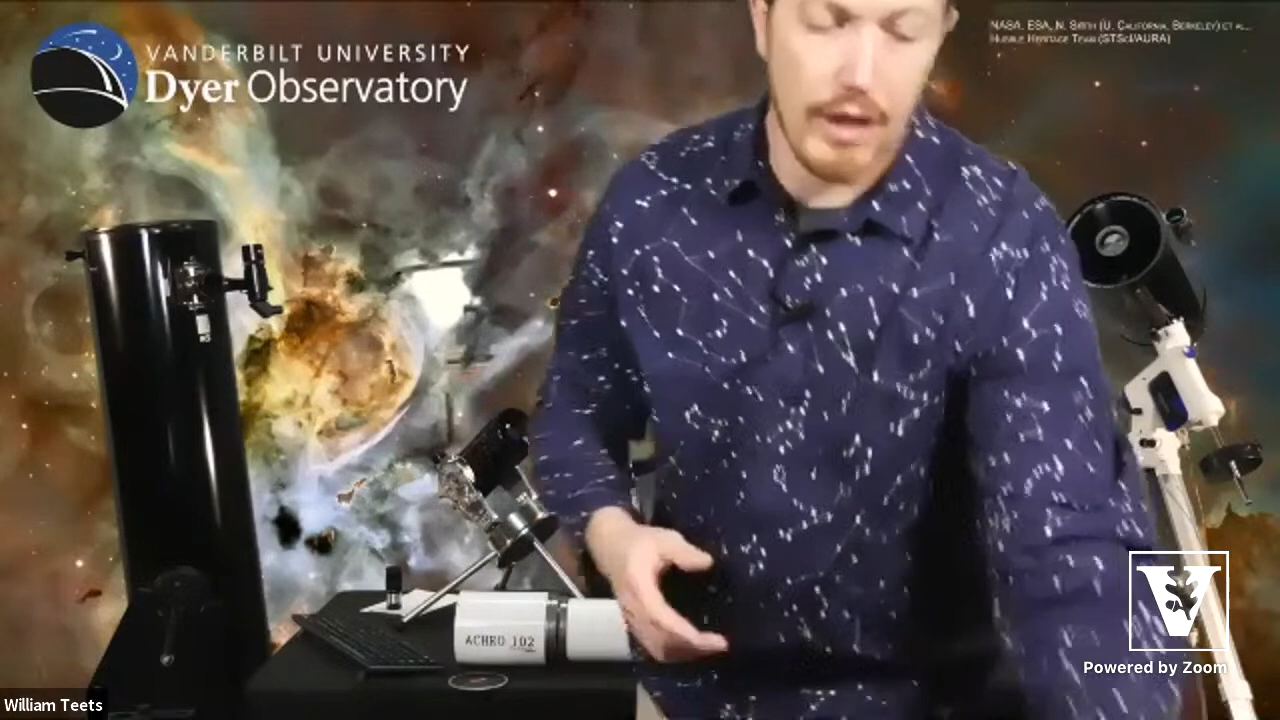 VANDERBILT UNIVERSITY
Dyer Observatory
NASA, ESA, N. Smith (U. California, Berkeley) et al.,
Hubble Heritage Team (STScI/AURA)
ACHRO 102
V
Powered by Zoom
William Teets